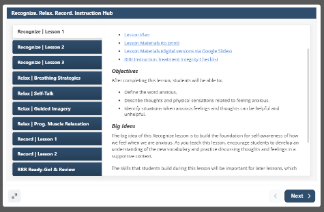 Recognize. Relax. Record. Instruction Hub
Recognize | Lesson 1
Recognize | Lesson 2
Recognize | Lesson 3
Relax | Breathing Strategies
Relax | Self-Talk
Relax | Guided Imagery
Relax | Prog. Muscle Relaxation
Record | Lesson 1
Record | Lesson 2
RRR Ready-Set & Review
Lesson Plan
Lesson Materials (to print)
Lesson Materials (digital versions via Google Slides)
RRR Instruction Treatment Integrity Checklist
Objectives
After completing this lesson, students will be able to:
Define the word anxious.
Describe thoughts and physical sensations related to feeling anxious.
Identify situations when anxious feelings and thoughts can be helpful and
unhelpful.
Big Ideas
The big idea of this Recognize lesson is to build the foundation for self-awareness of how
we feel when we are anxious. As you teach this lesson, encourage students to develop an
understanding of the new vocabulary and practice discussing thoughts and feelings in a
supportive context.
The skills that students build during this lesson will be important for later lessons, which
Next